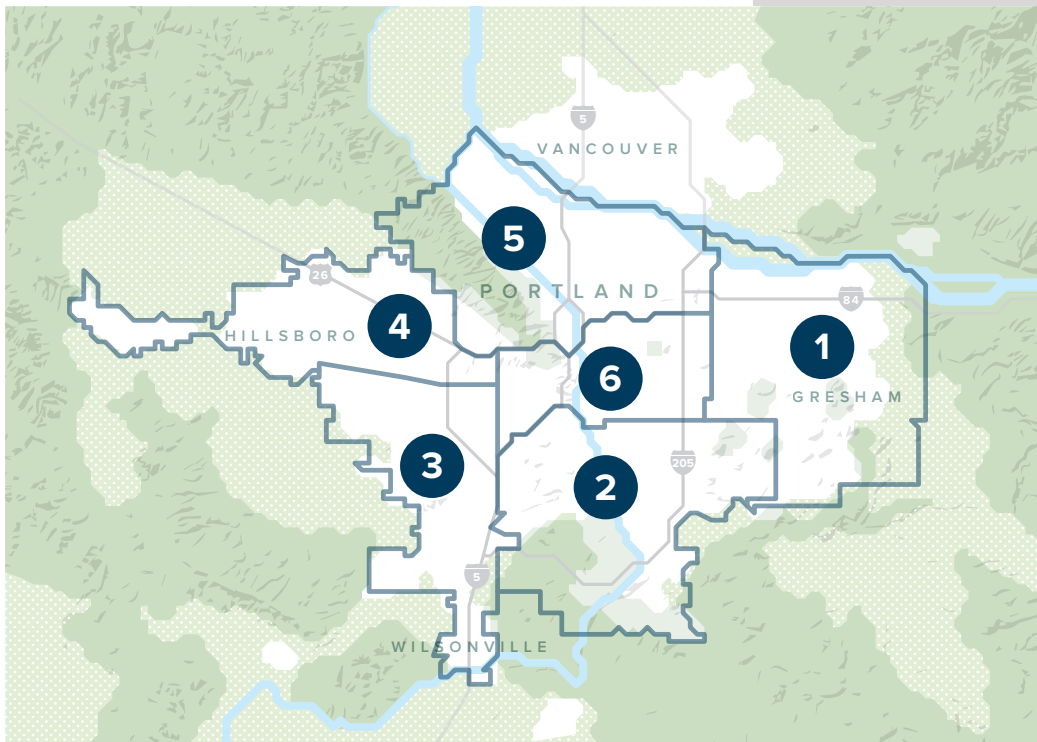 5
VANCOUVER
5
26
PORTLAND
84
HILLSBORO
4
1
6
GRESHAM
3
205
2
5
WILSONVILLE